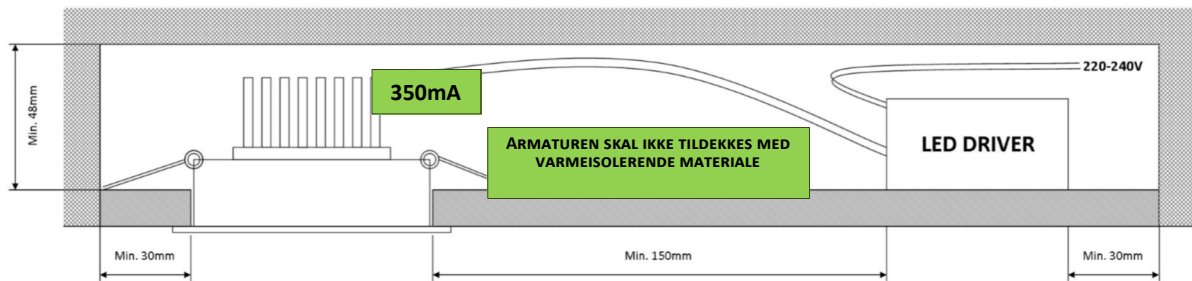 220-240V
350mA
Min. 48mm
ARMATUREN SKAL IKKE TILDEKKES MED
VARMEISOLERENDE MATERIALE
LED DRIVER
Min. 30mm
Min. 150mm
Min. 30mm